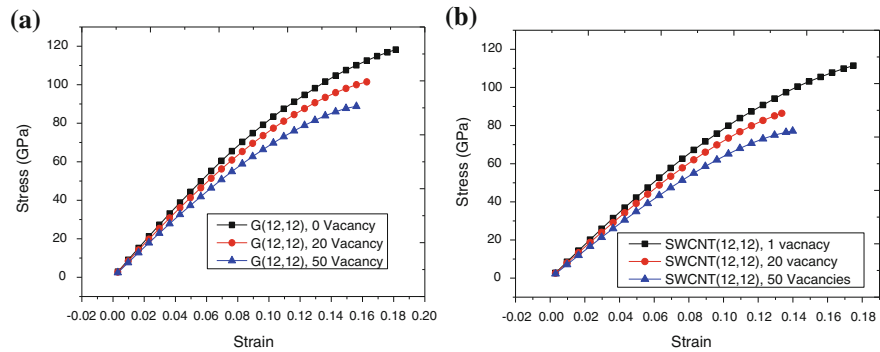 (a)
120
100
80
60
40
20
0
Stress (GPa)
G(12,12), 0 Vacancy
G(12,12), 20 Vacancy
G(12,12), 50 Vacancy
-0.02 0.00 0.02 0.04 0.06 0.08 0.10 0.12 0.14 0.16 0.18 0.20
Strain
(b)
120
100
80
60
40
20
0
Stress (GPa)
SWCNT(12,12), 1 vacnacy
SWCNT(12,12), 20 vacancy
SWCNT(12,12), 50 Vacancies
-0.02 0.00 0.02 0.04 0.06 0.08 0.10 0.12 0.14 0.16 0.18
Strain